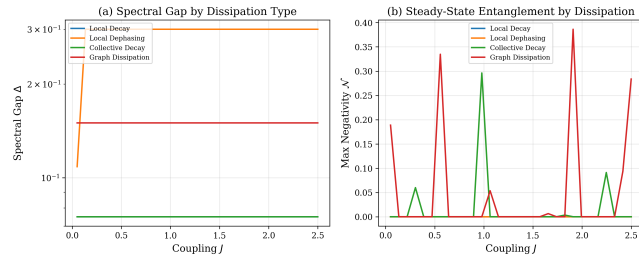 (a) Spectral Gap by Dissipation Type
3 × 10⁻¹
2 × 10⁻¹
10⁻¹
Spectral Gap Δ
Local Decay
Local Dephasing
Collective Decay
Graph Dissipation
0.0 0.5 1.0 1.5 2.0 2.5
Coupling J
(b) Steady-State Entanglement by Dissipation
0.40
0.35
0.30
0.25
0.20
0.15
0.10
0.05
0.00
Max Negativity 𝒩
Local Decay
Local Dephasing
Collective Decay
Graph Dissipation
0.0 0.5 1.0 1.5 2.0 2.5
Coupling J